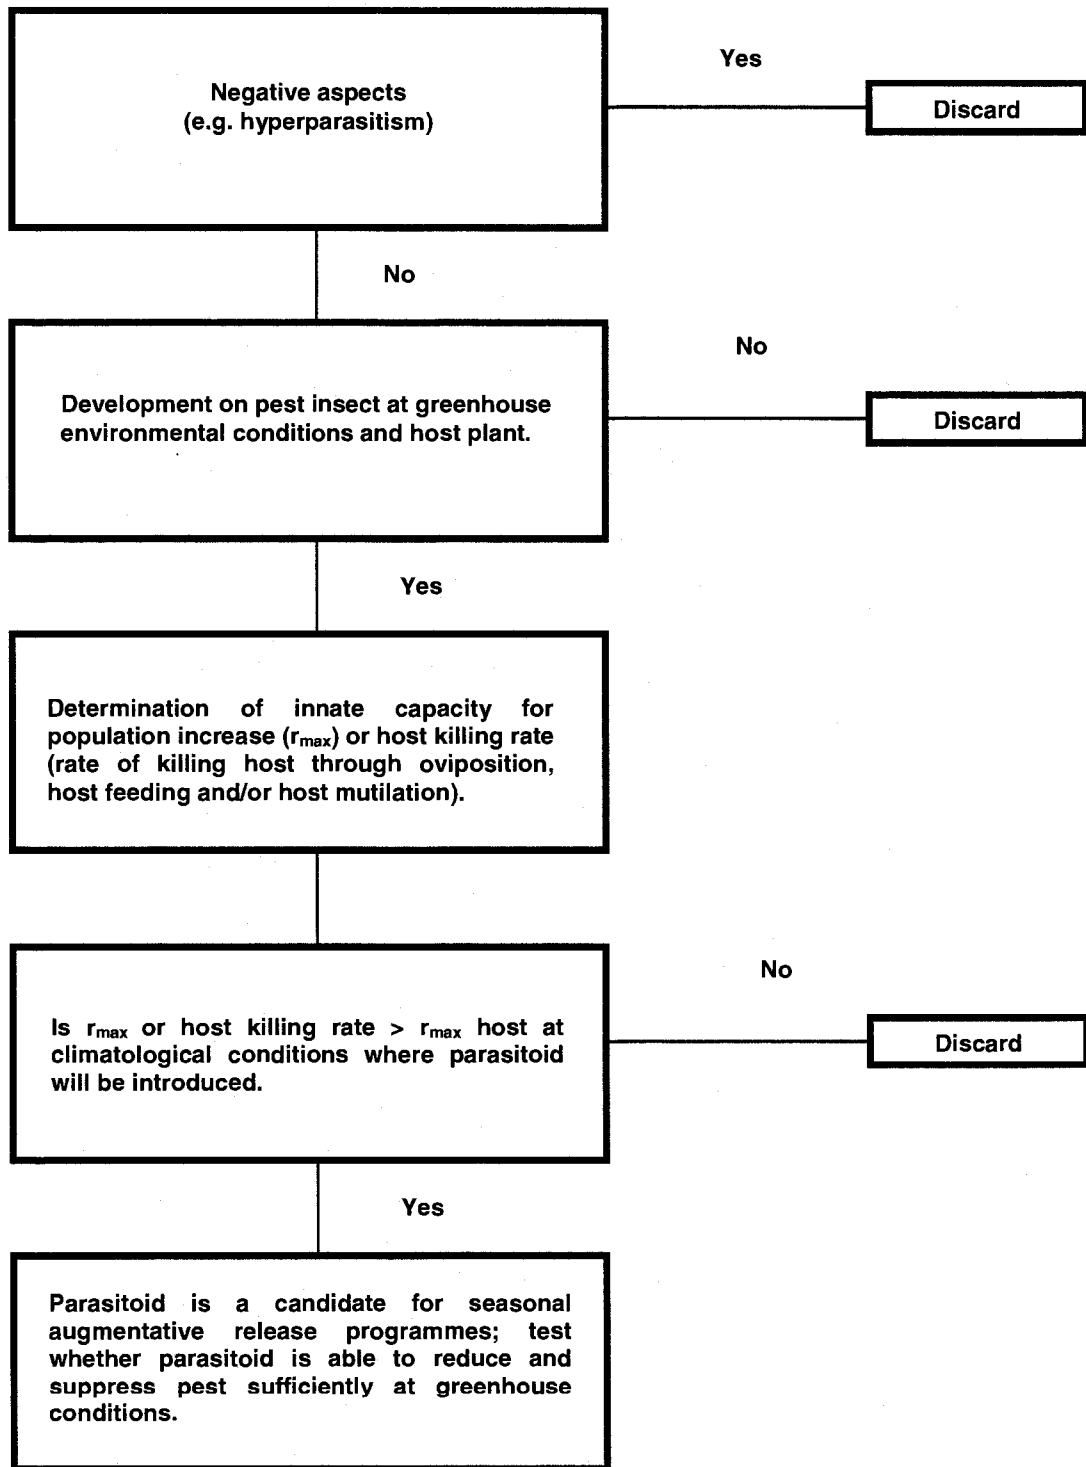 Negative aspects
(e.g. hyperparasitism)
Yes
Discard
No
Development on pest insect at greenhouse
environmental conditions and host plant.
No
Discard
Yes
Determination of innate capacity for
population increase (rmax) or host killing rate
(rate of killing host through oviposition,
host feeding and/or host mutilation).
Is rmax or host killing rate > rmax host at
climatological conditions where parasitoid
will be introduced.
No
Discard
Yes
Parasitoid is a candidate for seasonal
augmentative release programmes; test
whether parasitoid is able to reduce and
suppress pest sufficiently at greenhouse
conditions.